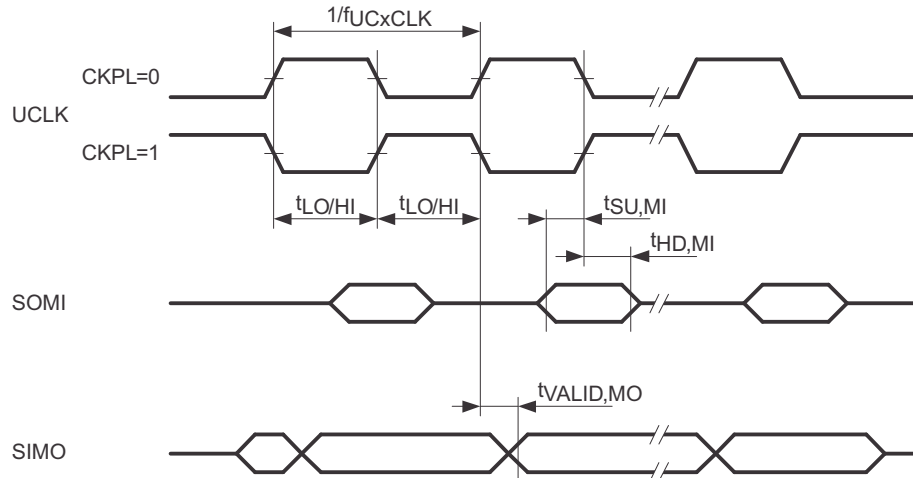 1/fUCxCLK
CKPL=0
UCLK
CKPL=1
tLO/HI tLO/HI tSU,MI
tHD,MI
SOMI
tVALID,MO
SIMO